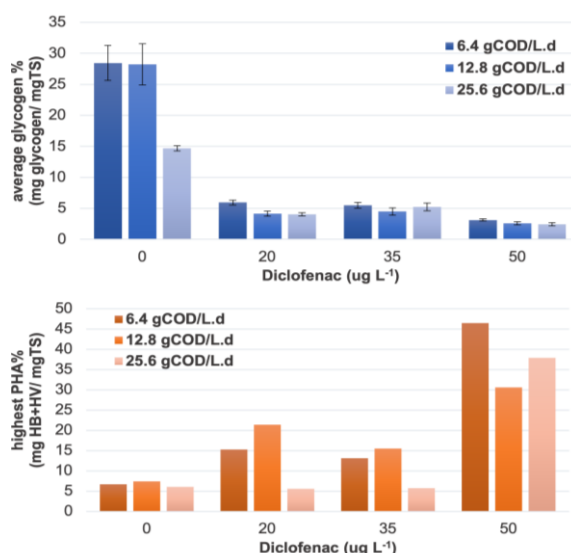 average glycogen %
(mg glycogen/ mgTS)
35
30
25
20
15
10
5
0
6.4 gCOD/L.d
12.8 gCOD/L.d
25.6 gCOD/L.d
0 20 35 50
Diclofenac (ug L-1)
highest PHA%
(mg HB+HV/ mgTS)
50
45
40
35
30
25
20
15
10
5
0
6.4 gCOD/L.d
12.8 gCOD/L.d
25.6 gCOD/L.d
0 20 35 50
Diclofenac (ug L-1)